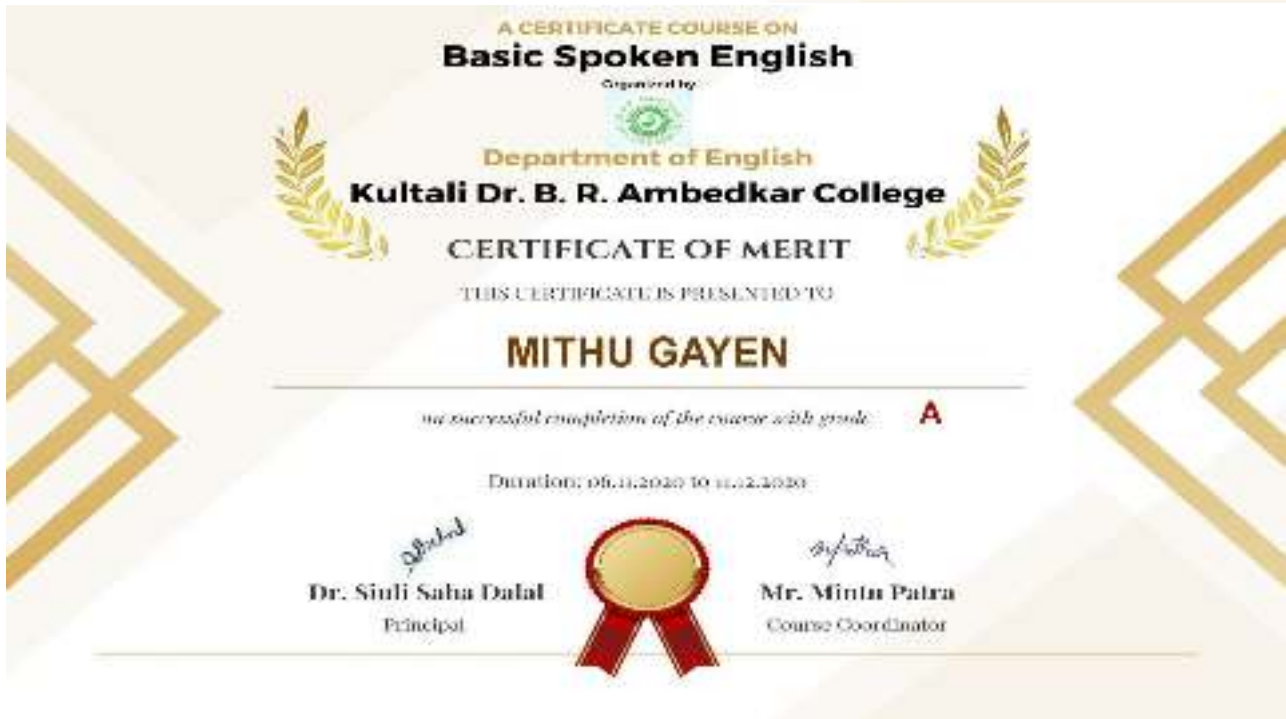 A CERTIFICATE COURSE ON
Basic Spoken English
Organized by
Department of English
Kultali Dr. B. R. Ambedkar College
CERTIFICATE OF MERIT
THIS CERTIFICATE IS PRESENTED TO
MITHU GAYEN
on successful completion of the course with grade A
Duration: 06.11.2020 to 11.12.2020
Dr. Siuli Saha Dalal
Principal
Mr. Mintu Patra
Course Coordinator